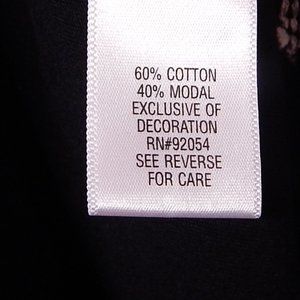 60% COTTON
40% MODAL
EXCLUSIVE OF
DECORATION
RN#92054
SEE REVERSE
FOR CARE